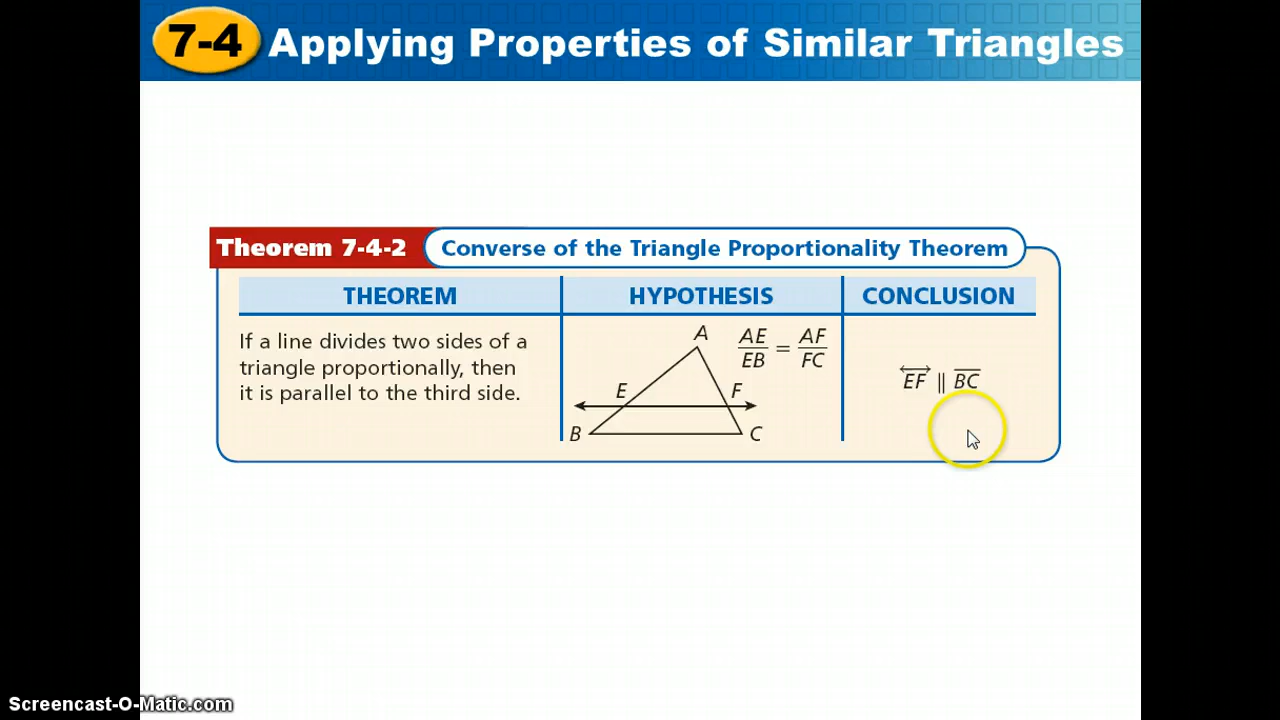 7-4 Applying Properties of Similar Triangles
Theorem 7-4-2 Converse of the Triangle Proportionality Theorem
THEOREM HYPOTHESIS CONCLUSION
If a line divides two sides of a
triangle proportionally, then
it is parallel to the third side.
A
AE/EB = AF/FC
E F
B C
EF ∥ BC
Screencast-O-Matic.com